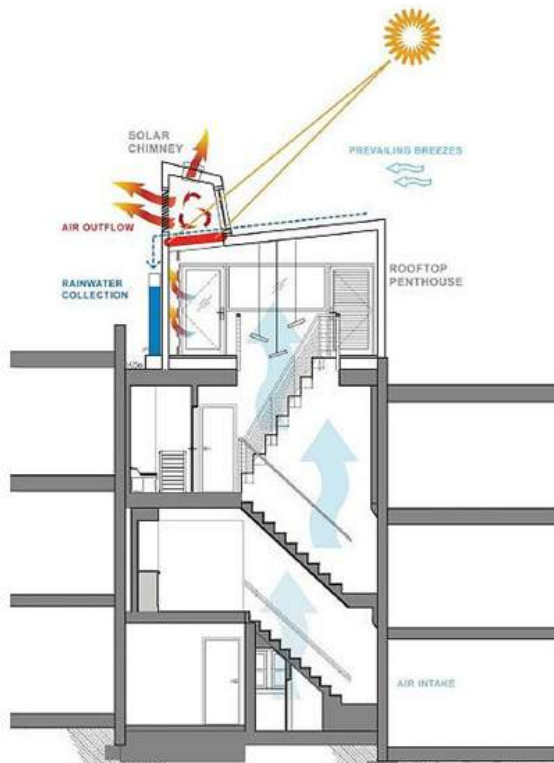 SOLAR
CHIMNEY
PREVAILING BREEZES
AIR OUTFLOW
RAINWATER
COLLECTION
ROOFTOP
PENTHOUSE
AIR INTAKE